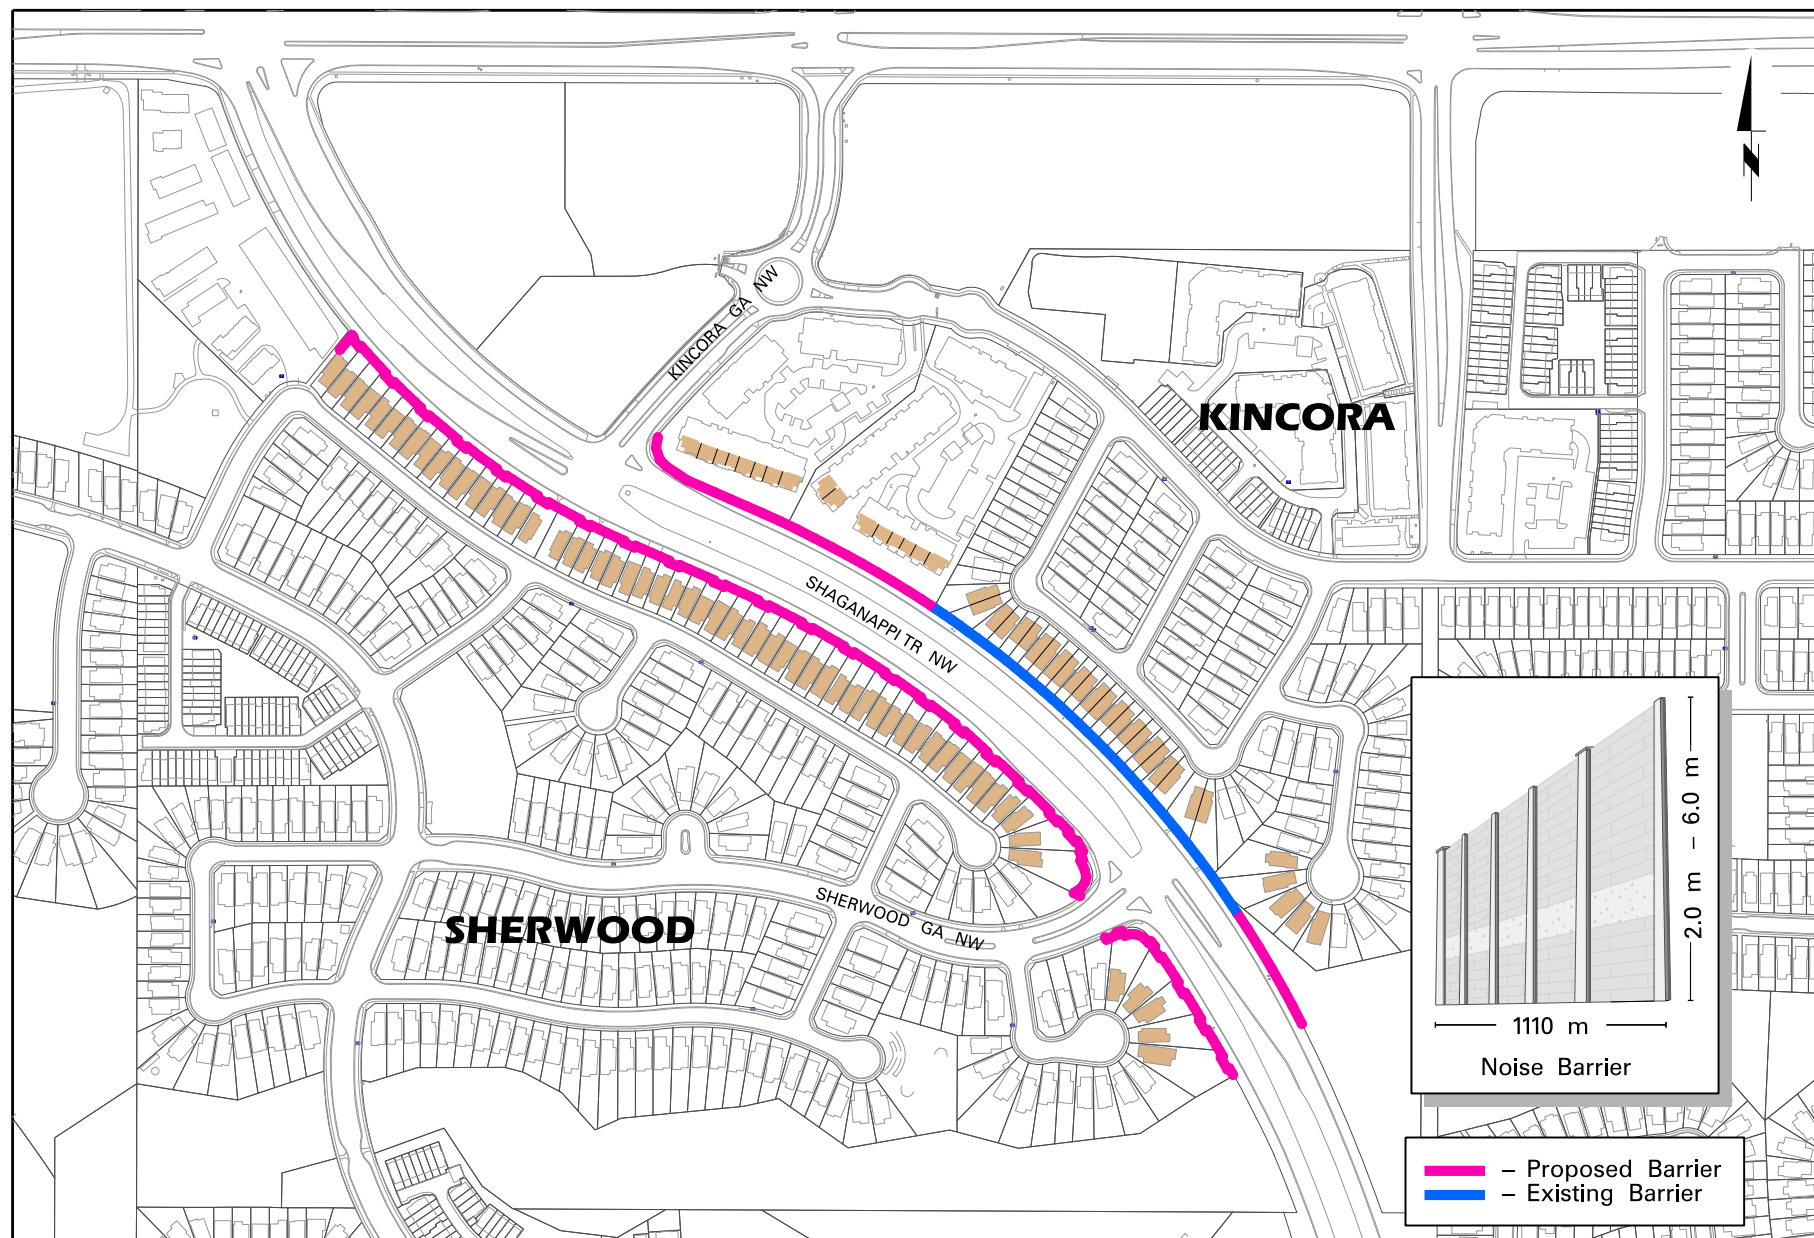 N
KINCORA GA NW
KINCORA
SHAGANAPPI TR NW
SHERWOOD GA NW
SHERWOOD
2.0 m – 6.0 m
1110 m
Noise Barrier
– Proposed Barrier
– Existing Barrier